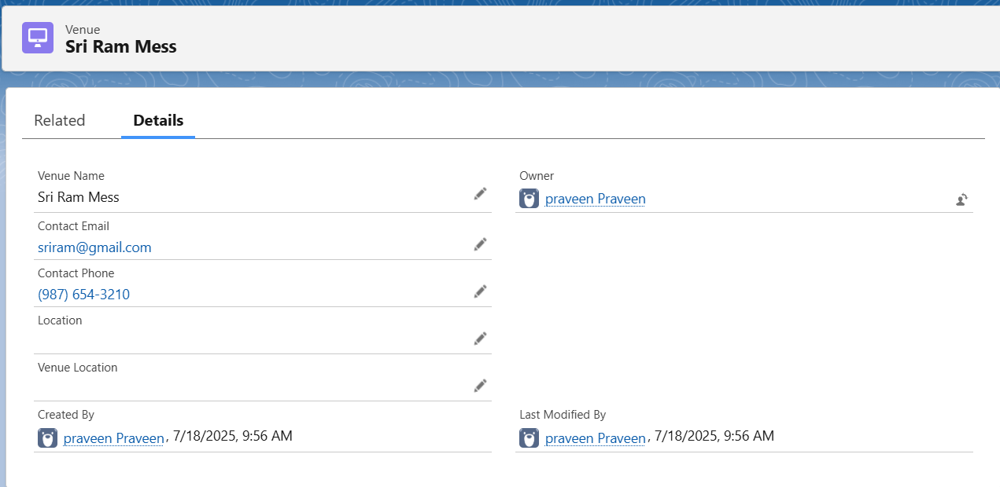 Venue
Sri Ram Mess
Related Details
Venue Name
Sri Ram Mess
Owner
praveen Praveen
Contact Email
sriram@gmail.com
Contact Phone
(987) 654-3210
Location
Venue Location
Created By
praveen Praveen, 7/18/2025, 9:56 AM
Last Modified By
praveen Praveen, 7/18/2025, 9:56 AM